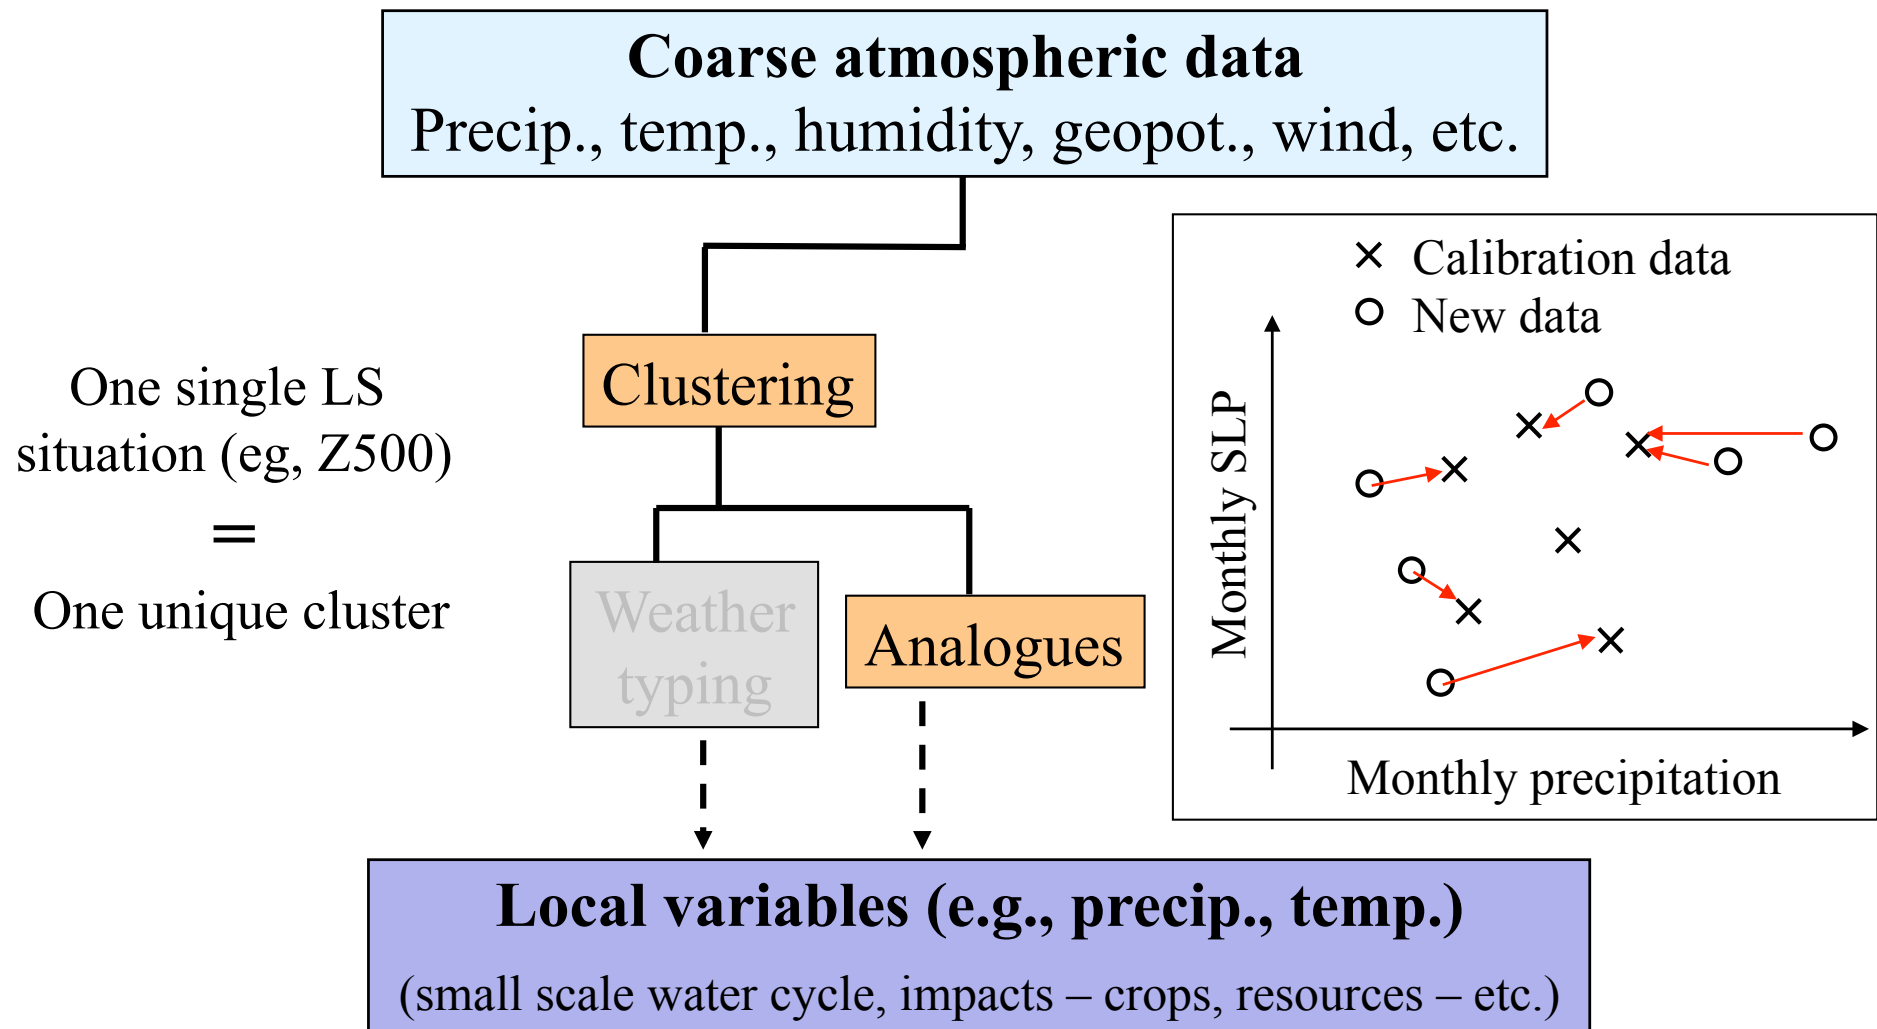 Coarse atmospheric data
Precip., temp., humidity, geopot., wind, etc.
Clustering
One single LS
situation (eg, Z500)
=
One unique cluster
Weather
typing
Analogues
× Calibration data
○ New data
Monthly SLP
Monthly precipitation
Local variables (e.g., precip., temp.)
(small scale water cycle, impacts – crops, resources – etc.)